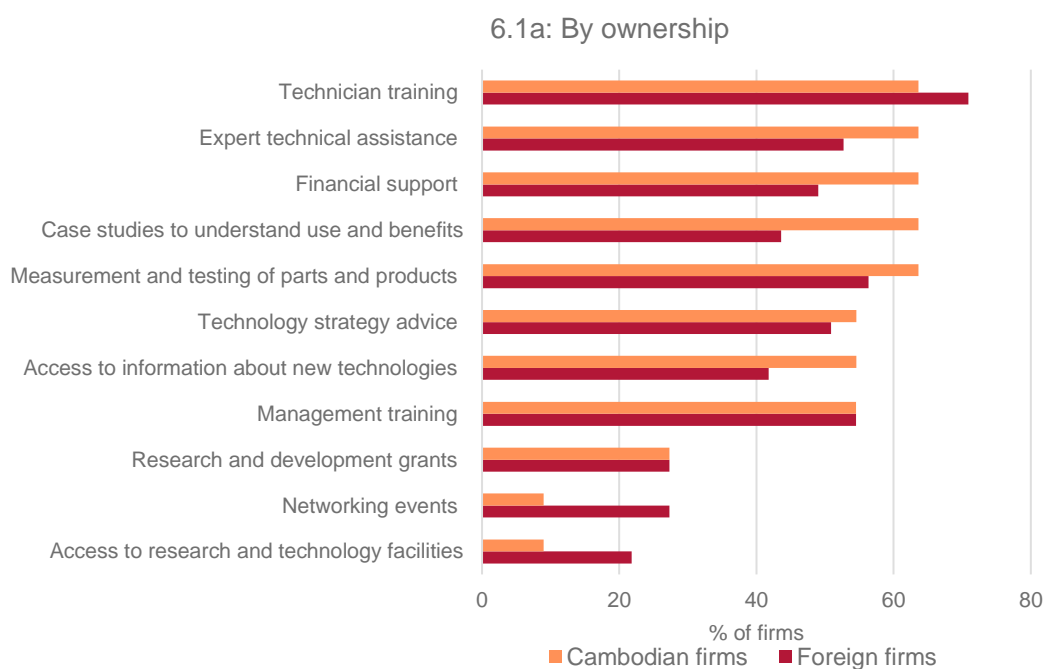 6.1a: By ownership
Technician training
Expert technical assistance
Financial support
Case studies to understand use and benefits
Measurement and testing of parts and products
Technology strategy advice
Access to information about new technologies
Management training
Research and development grants
Networking events
Access to research and technology facilities
0 20 40 60 80
% of firms
Cambodian firms Foreign firms